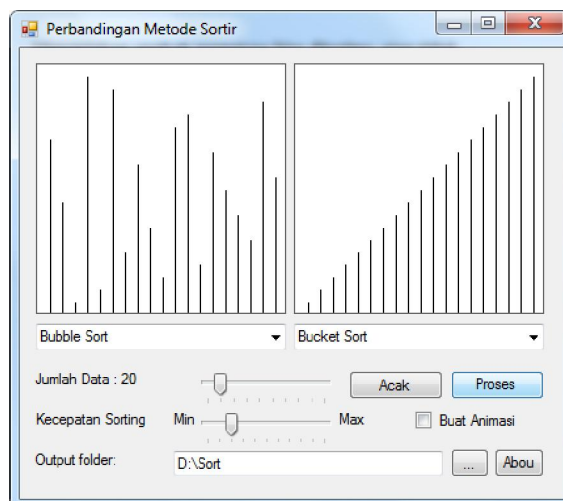 Perbandingan Metode Sortir
Bubble Sort
Bucket Sort
Jumlah Data : 20
Acak
Proses
Kecepatan Sorting
Min
Max
Buat Animasi
Output folder:
D:\Sort
...
Abou